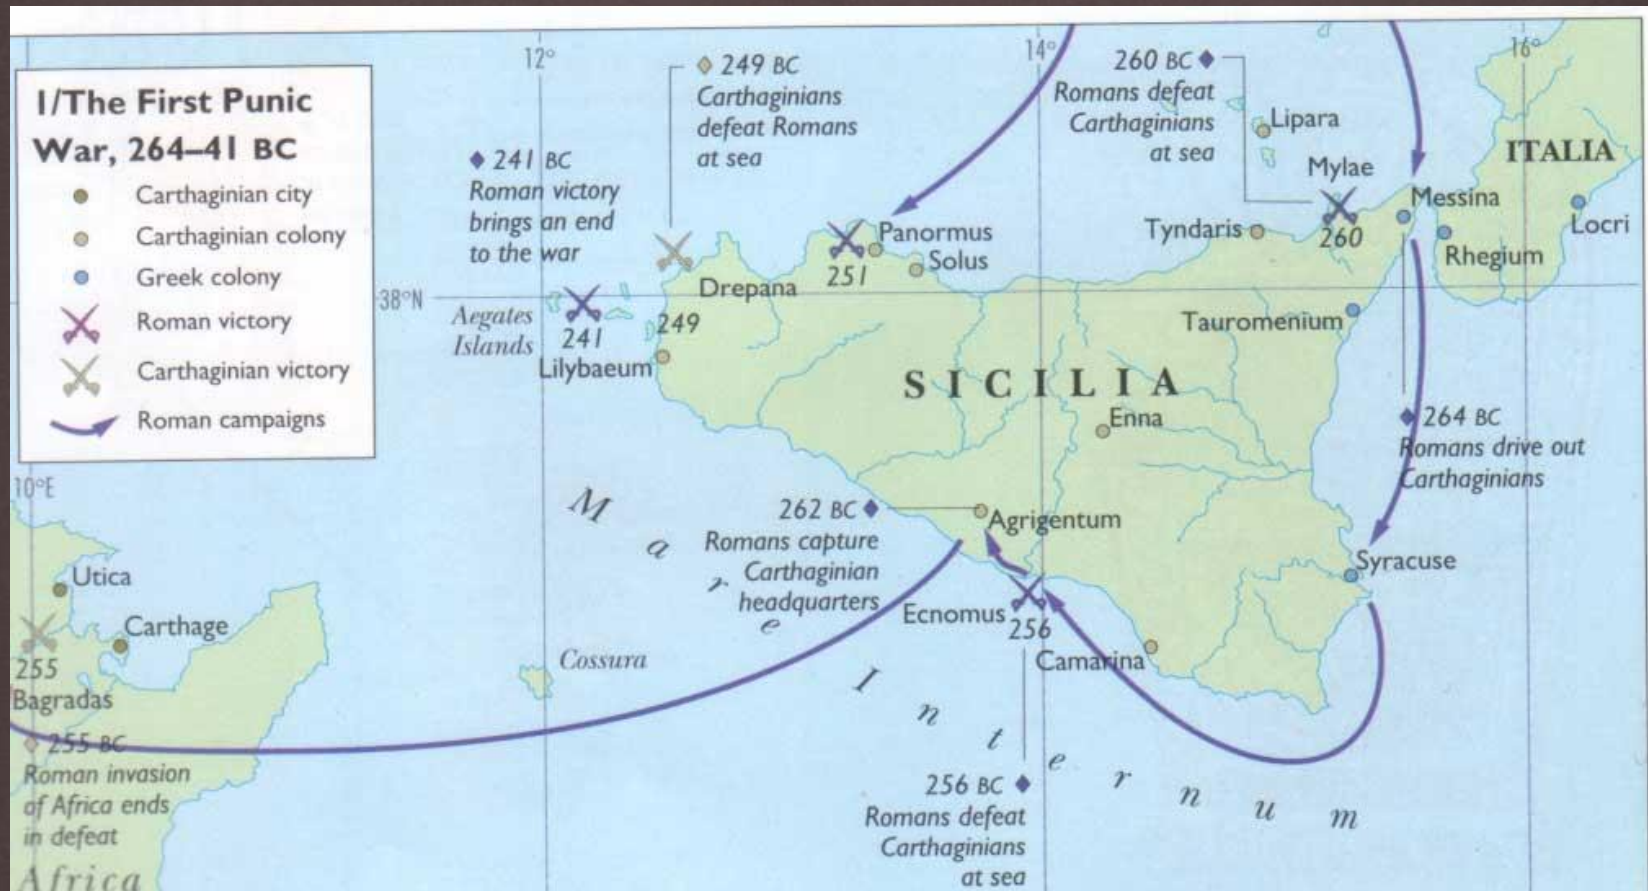 12°
14°
16°
1/The First Punic
War, 264–41 BC
Carthaginian city
Carthaginian colony
Greek colony
Roman victory
Carthaginian victory
Roman campaigns
249 BC
Carthaginians
defeat Romans
at sea
241 BC
Roman victory
brings an end
to the war
260 BC
Romans defeat
Carthaginians
at sea
Lipara
Mylae
260
ITALIA
Messina
Locri
Rhegium
Tyndaris
Panormus
Solus
251
Drepana
249
38°N
Aegates
Islands
241
Lilybaeum
Tauromenium
SICILIA
Enna
264 BC
Romans drive out
Carthaginians
10°E
262 BC
Romans capture
Carthaginian
headquarters
Agrigentum
Syracuse
Ecnomus
256
Camarina
Utica
Carthage
255
Bagradas
Cossura
Mare
Internum
255 BC
Roman invasion
of Africa ends
in defeat
Africa
256 BC
Romans defeat
Carthaginians
at sea